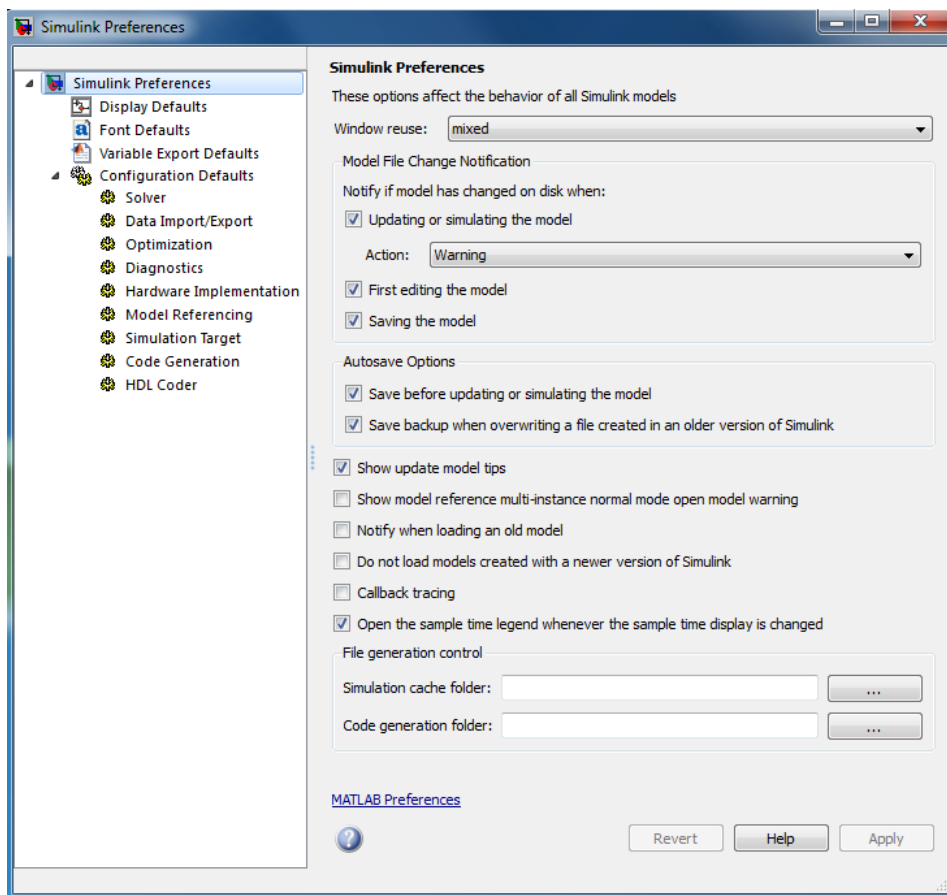 Simulink Preferences
Simulink Preferences
Display Defaults
Font Defaults
Variable Export Defaults
Configuration Defaults
Solver
Data Import/Export
Optimization
Diagnostics
Hardware Implementation
Model Referencing
Simulation Target
Code Generation
HDL Coder
Simulink Preferences
These options affect the behavior of all Simulink models
Window reuse: mixed
Model File Change Notification
Notify if model has changed on disk when:
Updating or simulating the model
Action: Warning
First editing the model
Saving the model
Autosave Options
Save before updating or simulating the model
Save backup when overwriting a file created in an older version of Simulink
Show update model tips
Show model reference multi-instance normal mode open model warning
Notify when loading an old model
Do not load models created with a newer version of Simulink
Callback tracing
Open the sample time legend whenever the sample time display is changed
File generation control
Simulation cache folder: ...
Code generation folder: ...
MATLAB Preferences
Revert Help Apply